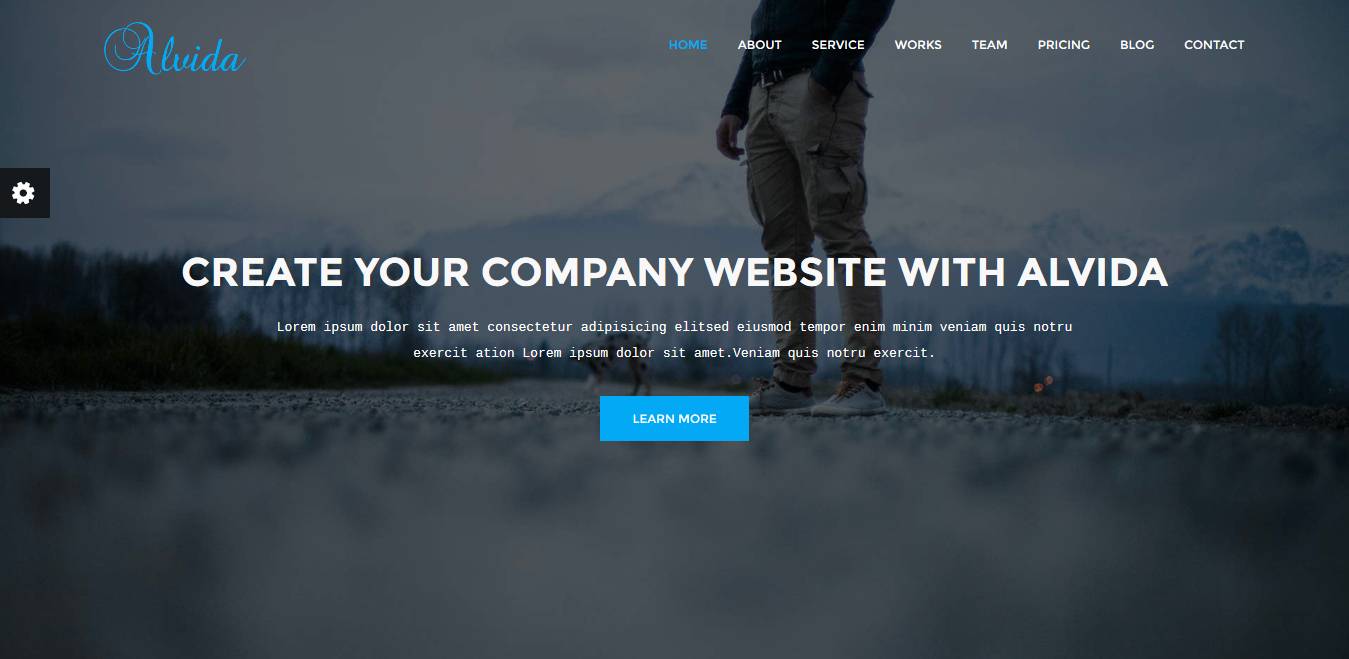 Alvida
HOME ABOUT SERVICE WORKS TEAM PRICING BLOG CONTACT
CREATE YOUR COMPANY WEBSITE WITH ALVIDA
Lorem ipsum dolor sit amet consectetur adipisicing elitsed eiusmod tempor enim minim veniam quis notru
exercit ation Lorem ipsum dolor sit amet.Veniam quis notru exercit.
LEARN MORE